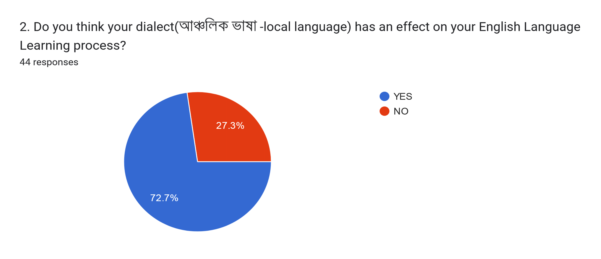 2. Do you think your dialect(আঞ্চলিক ভাষা -local language) has an effect on your English Language
Learning process?
44 responses
YES
NO
27.3%
72.7%